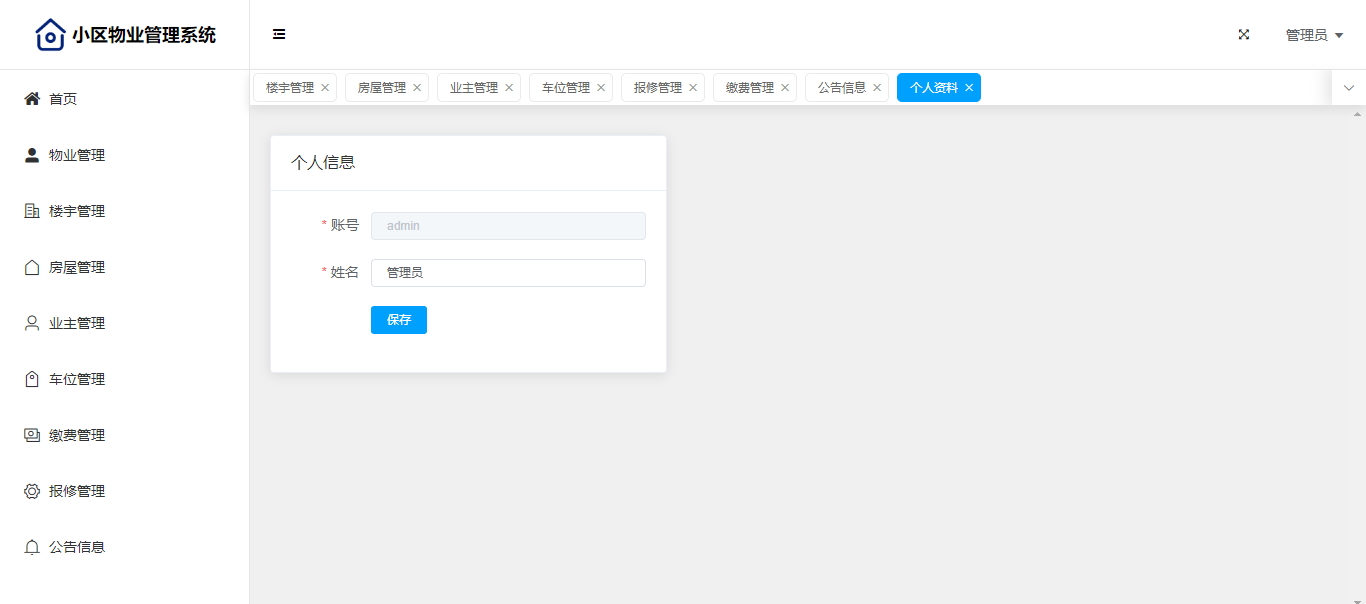 小区物业管理系统
管理员
楼宇管理 房屋管理 业主管理 车位管理 报修管理 缴费管理 公告信息 个人资料
首页
物业管理
楼宇管理
房屋管理
业主管理
车位管理
缴费管理
报修管理
公告信息
个人信息
* 账号 admin
* 姓名 管理员
保存